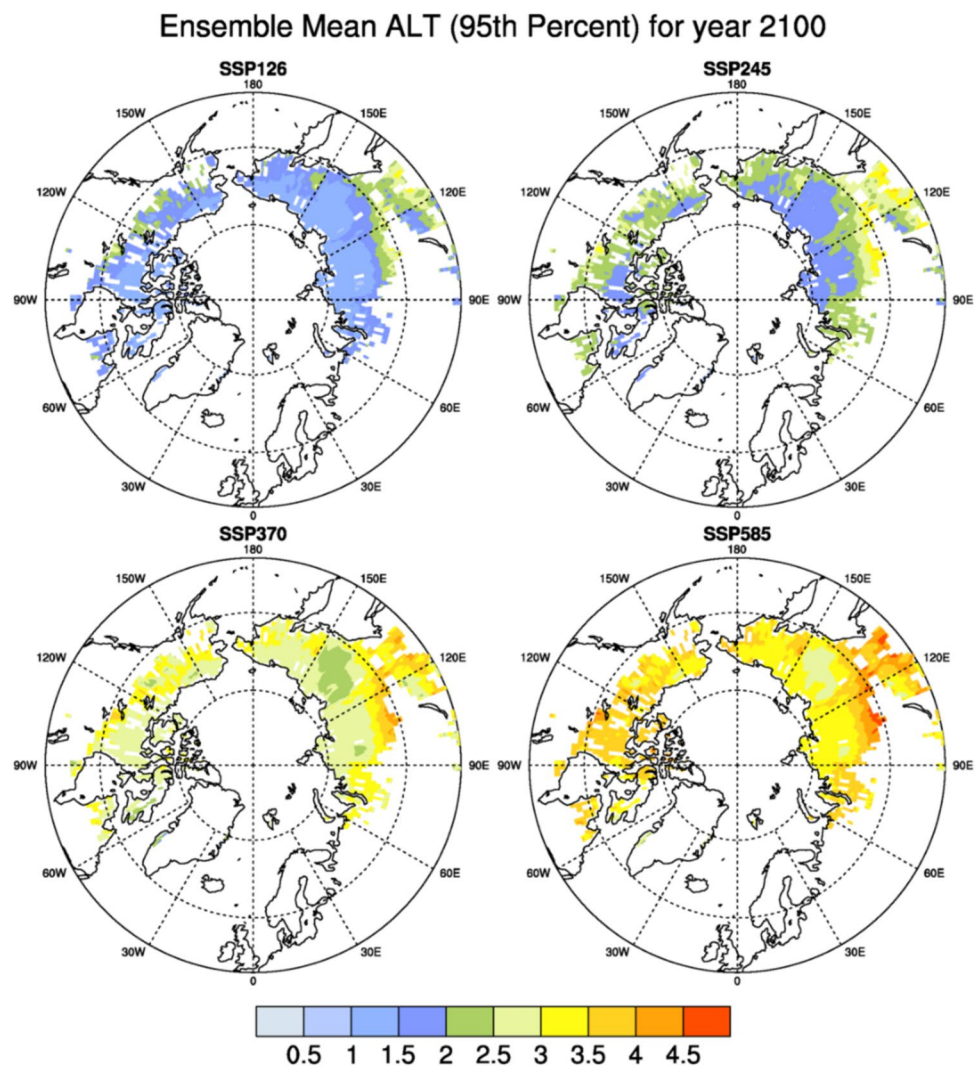 Ensemble Mean ALT (95th Percent) for year 2100
SSP126
SSP245
180
180
150W
150E
150W
150E
120W
120E
120W
120E
90W
90E
90W
90E
60W
60E
60W
60E
30W
30E
30W
30E
0
0
SSP370
SSP585
180
180
150W
150E
150W
150E
120W
120E
120W
120E
90W
90E
90W
90E
60W
60E
60W
60E
30W
30E
30W
30E
0
0
0.5 1 1.5 2 2.5 3 3.5 4 4.5